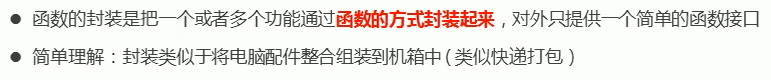 ● 函数的封装是把一个或者多个功能通过函数的方式封装起来，对外只提供一个简单的函数接口
● 简单理解：封装类似于将电脑配件整合组装到机箱中 ( 类似快递打包 ）